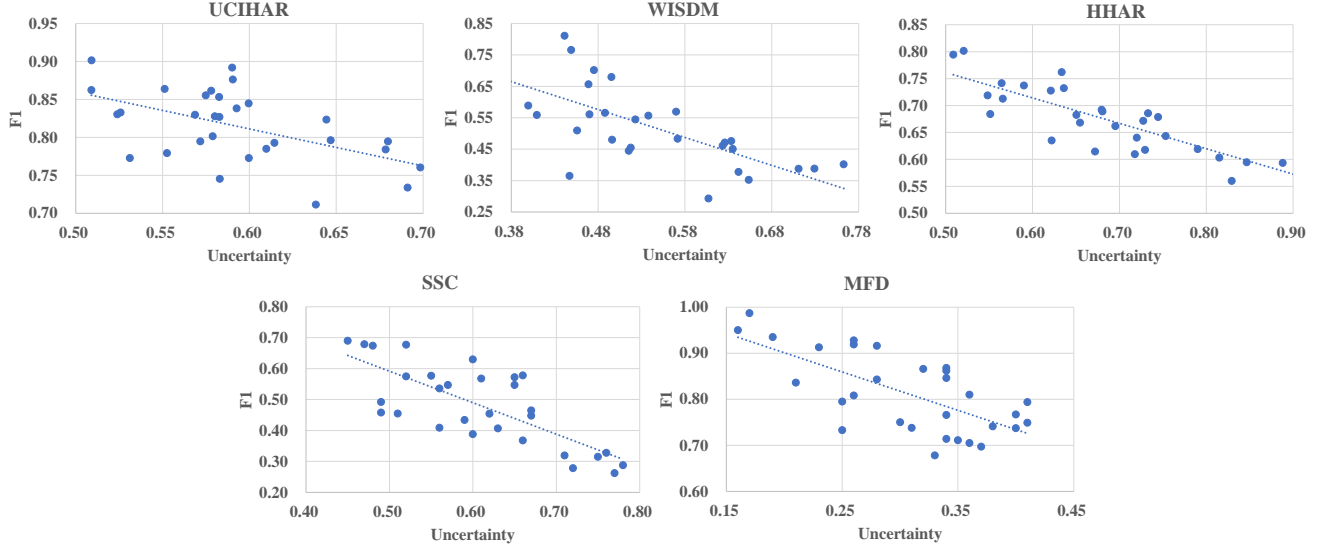 UCIHAR
0.95
0.90
0.85
0.80
0.75
0.70
F1
0.50 0.55 0.60 0.65 0.70
Uncertainty
WISDM
0.85
0.75
0.65
0.55
0.45
0.35
0.25
F1
0.38 0.48 0.58 0.68 0.78
Uncertainty
HHAR
0.80
0.75
0.70
0.65
0.60
0.55
0.50
F1
0.50 0.60 0.70 0.80 0.90
Uncertainty
SSC
0.80
0.70
0.60
0.50
0.40
0.30
0.20
F1
0.40 0.50 0.60 0.70 0.80
Uncertainty
MFD
1.00
0.90
0.80
0.70
0.60
F1
0.15 0.25 0.35 0.45
Uncertainty